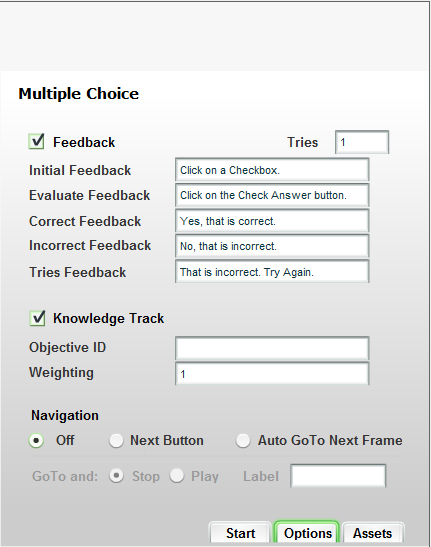 Multiple Choice
Feedback Tries 1
Initial Feedback Click on a Checkbox.
Evaluate Feedback Click on the Check Answer button.
Correct Feedback Yes, that is correct.
Incorrect Feedback No, that is incorrect.
Tries Feedback That is incorrect. Try Again.
Knowledge Track
Objective ID
Weighting 1
Navigation
Off Next Button Auto GoTo Next Frame
GoTo and: Stop Play Label
Start Options Assets